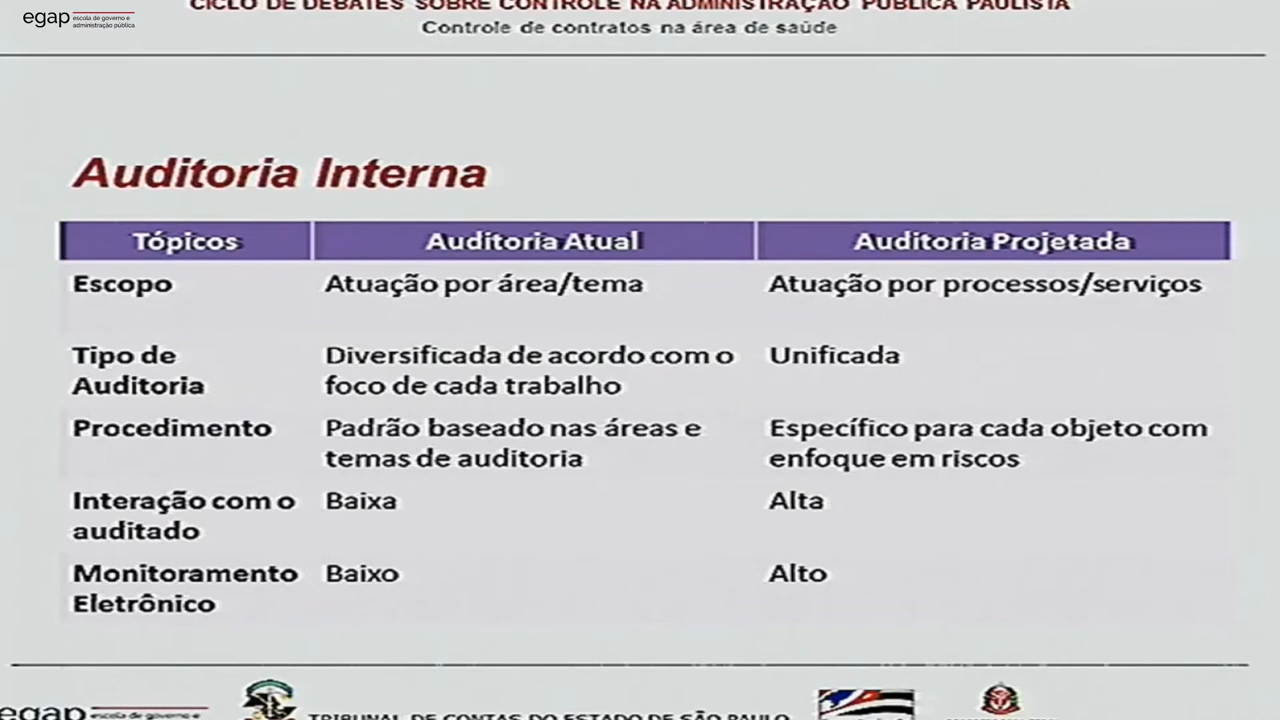 CICLO DE DEBATES SOBRE CONTROLE NA ADMINISTRAÇÃO PÚBLICA PAULISTA
egap escola de governo e
administração pública
Controle de contratos na área de saúde
Auditoria Interna
Tópicos Auditoria Atual Auditoria Projetada
Escopo Atuação por área/tema Atuação por processos/serviços
Tipo de Diversificada de acordo com o Unificada
Auditoria foco de cada trabalho
Procedimento Padrão baseado nas áreas e Específico para cada objeto com
temas de auditoria enfoque em riscos
Interação com o Baixa Alta
auditado
Monitoramento Baixo Alto
Eletrônico
egap escola de governo e
TRIBUNAL DE CONTAS DO ESTADO DE SÃO PAULO